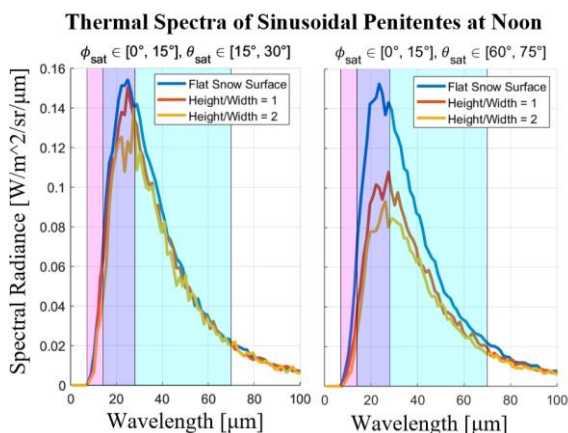 Thermal Spectra of Sinusoidal Penitentes at Noon
ϕsat ∈ [0°, 15°], θsat ∈ [15°, 30°]
ϕsat ∈ [0°, 15°], θsat ∈ [60°, 75°]
Spectral Radiance [W/m^2/sr/μm]
0.16
0.14
0.12
0.1
0.08
0.06
0.04
0.02
0
Flat Snow Surface
Height/Width = 1
Height/Width = 2
Flat Snow Surface
Height/Width = 1
Height/Width = 2
0 20 40 60 80 100
0 20 40 60 80 100
Wavelength [μm]
Wavelength [μm]